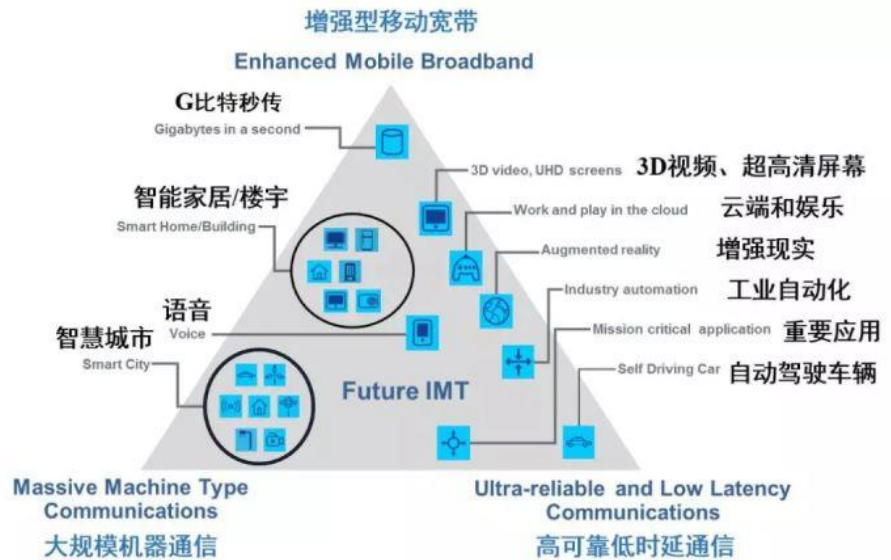 增强型移动宽带
Enhanced Mobile Broadband
G比特秒传
Gigabytes in a second
3D video, UHD screens 3D视频、超高清屏幕
智能家居/楼宇
Smart Home/Building
Work and play in the cloud 云端和娱乐
Augmented reality 增强现实
Industry automation 工业自动化
语音
Voice
Mission critical application 重要应用
智慧城市
Smart City
Self Driving Car 自动驾驶车辆
Future IMT
Massive Machine Type
Communications
大规模机器通信
Ultra-reliable and Low Latency
Communications
高可靠低时延通信